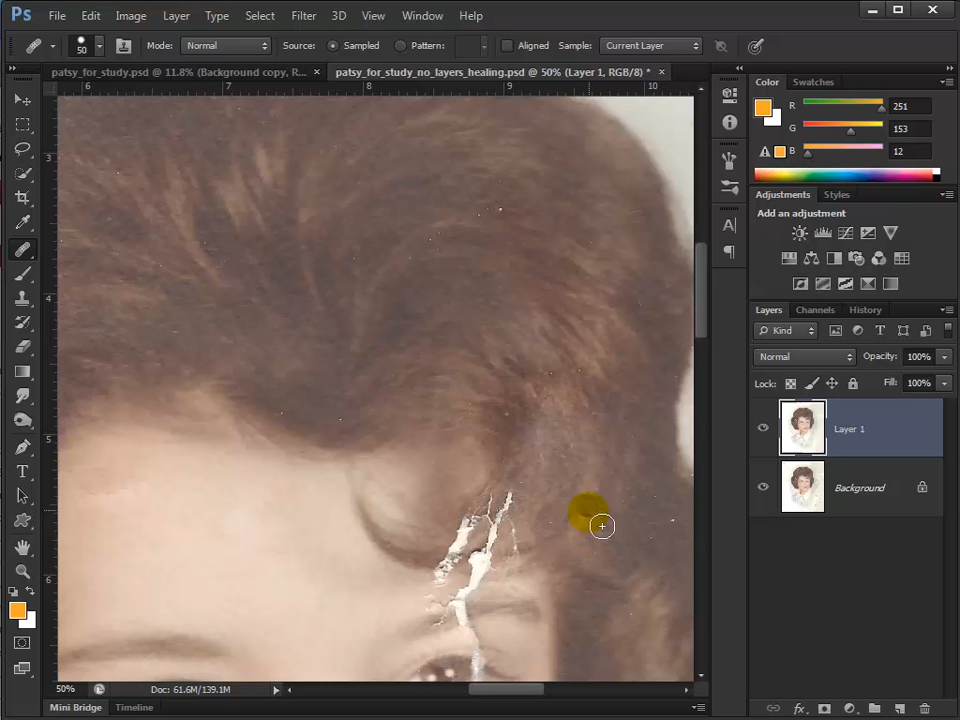 Ps File Edit Image Layer Type Select Filter 3D View Window Help
50 Mode: Normal Source: Sampled Pattern: Aligned Sample: Current Layer
patsy_for_study.psd @ 11.8% (Background copy, R... × patsy_for_study_no_layers_healing.psd @ 50% (Layer 1, RGB/8) * ×
6 7 8 9 10
3
4
5
6
Color Swatches
R 251
G 153
B 12
Adjustments Styles
Add an adjustment
Layers Channels History
Kind T
Normal Opacity: 100%
Lock: Fill: 100%
Layer 1
Background
fx
A
T
50% Doc: 61.6M/139.1M
Mini Bridge Timeline